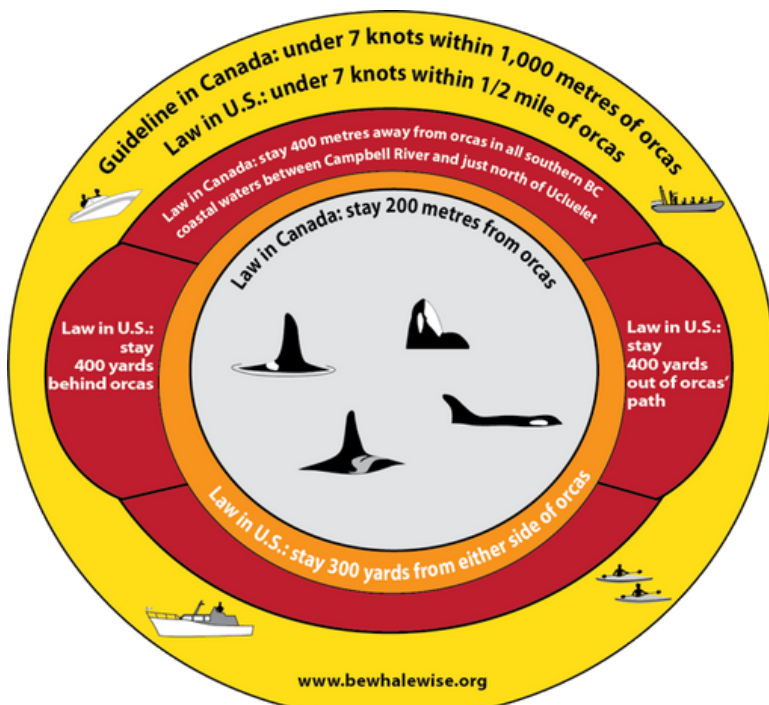 Guideline in Canada: under 7 knots within 1,000 metres of orcas
Law in U.S.: under 7 knots within 1/2 mile of orcas
Law in Canada: stay 400 metres away from orcas in all southern BC
coastal waters between Campbell River and just north of Ucluelet
Law in Canada: stay 200 metres from orcas
Law in U.S.:
stay
400 yards
behind orcas
Law in U.S.:
stay
400 yards
out of orcas'
path
Law in U.S.: stay 300 yards from either side of orcas
www.bewhalewise.org